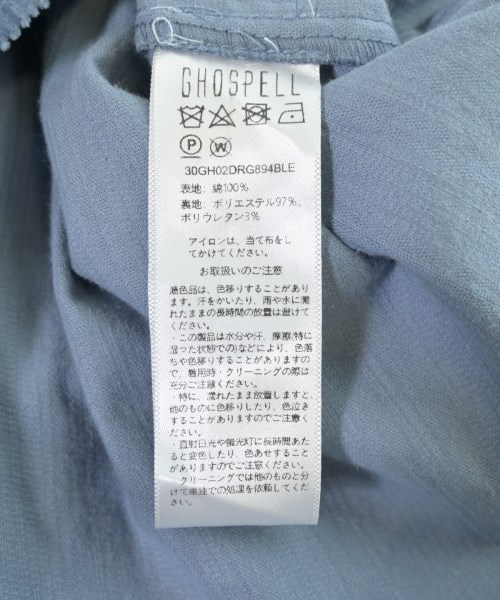 GHOSPELL
P W
30GH02DRG894BLE
表地: 綿100%
裏地: ポリエステル97%、
ポリウレタン3%
アイロンは、当て布をし
てかけてください。
お取扱いのご注意
濃色品は、色移りすることがあり
ます。汗をかいたり、雨や水に濡
れたままの長時間の放置は避けて
ください。
・この製品は水分や汗、摩擦(特に
湿った状態での)などにより、色落
ちや色移りすることがありますの
で、着用時・クリーニングの際は
充分ご注意ください。
・特に、濡れたまま放置しますと、
他のものに色移りしたり、色泣き
することがありますのでご注意く
ださい。
・直射日光や蛍光灯に長時間あた
ると変色したり、色あせすること
がありますのでご注意ください。
・クリーニングでは他のものと分
けて単独での処理を依頼してくだ
さい。